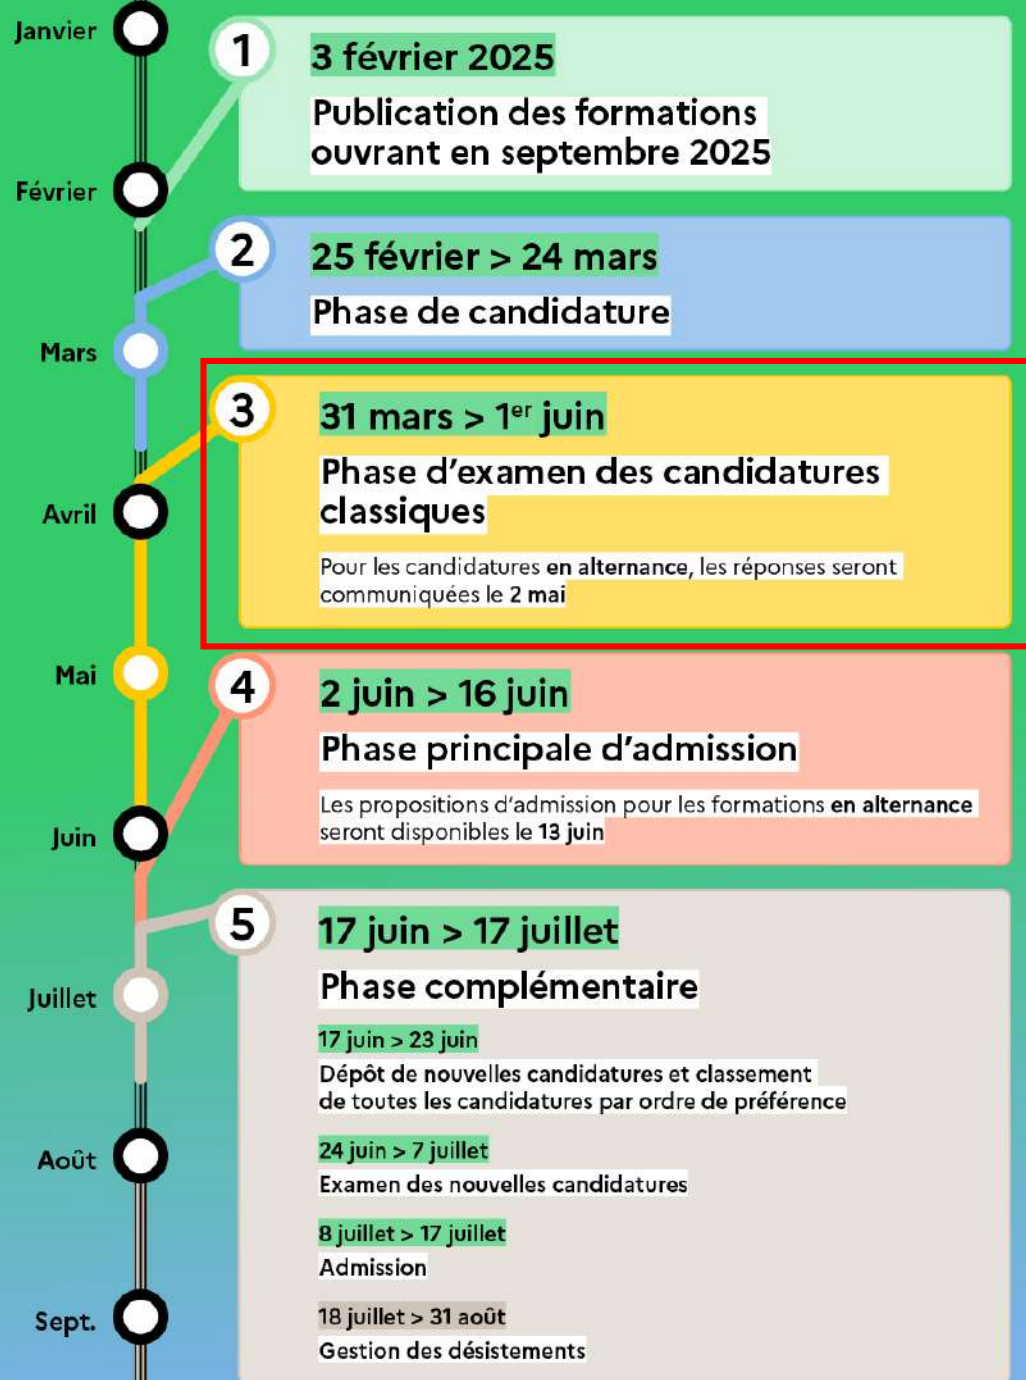 Janvier
1
3 février 2025
Publication des formations
ouvrant en septembre 2025
Février
2
25 février > 24 mars
Phase de candidature
Mars
3
31 mars > 1er juin
Phase d'examen des candidatures
classiques
Avril
Pour les candidatures en alternance, les réponses seront
communiquées le 2 mai
Mai
4
2 juin > 16 juin
Phase principale d'admission
Les propositions d'admission pour les formations en alternance
seront disponibles le 13 juin
Juin
5
17 juin > 17 juillet
Phase complémentaire
Juillet
17 juin > 23 juin
Dépôt de nouvelles candidatures et classement
de toutes les candidatures par ordre de préférence
Août
24 juin > 7 juillet
Examen des nouvelles candidatures
8 juillet > 17 juillet
Admission
Sept.
18 juillet > 31 août
Gestion des désistements